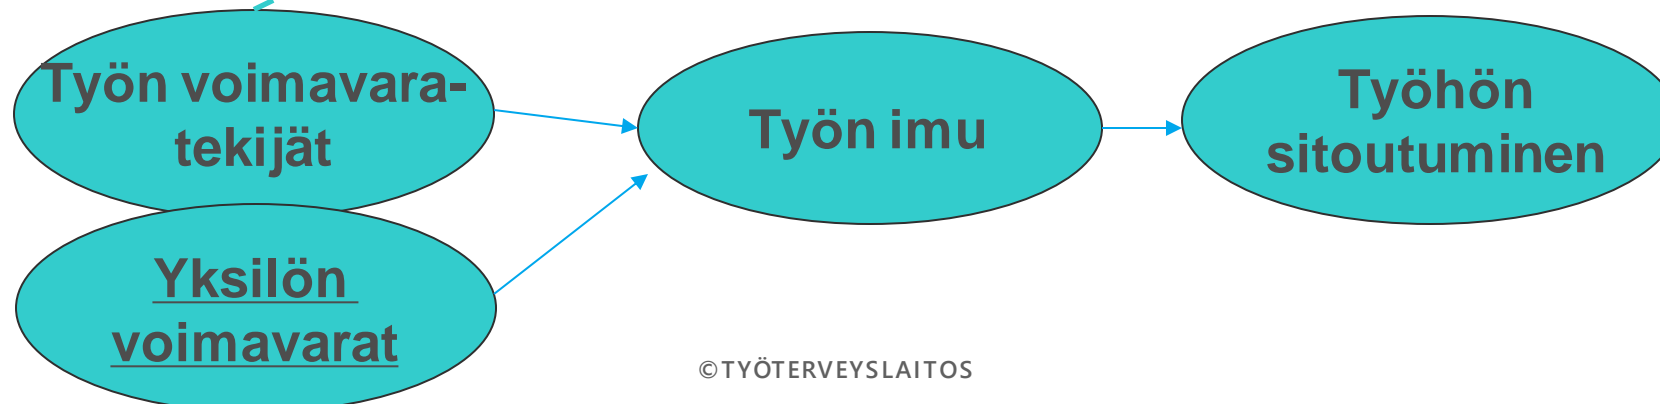 Työn voimavara-
tekijät
Yksilön
voimavarat
Työn imu
Työhön
sitoutuminen
©TYÖTERVEYSLAITOS